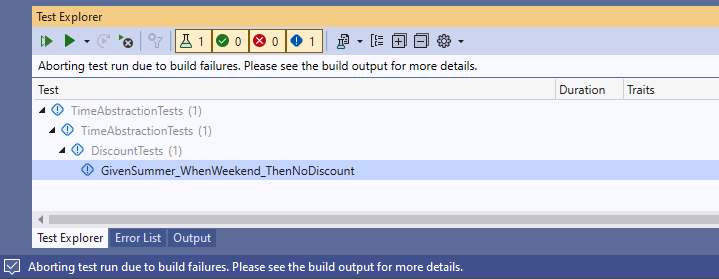 Test Explorer
1 0 0 1
Aborting test run due to build failures. Please see the build output for more details.
Test Duration Traits
TimeAbstractionTests (1)
TimeAbstractionTests (1)
DiscountTests (1)
GivenSummer_WhenWeekend_ThenNoDiscount
Test Explorer Error List Output
Aborting test run due to build failures. Please see the build output for more details.